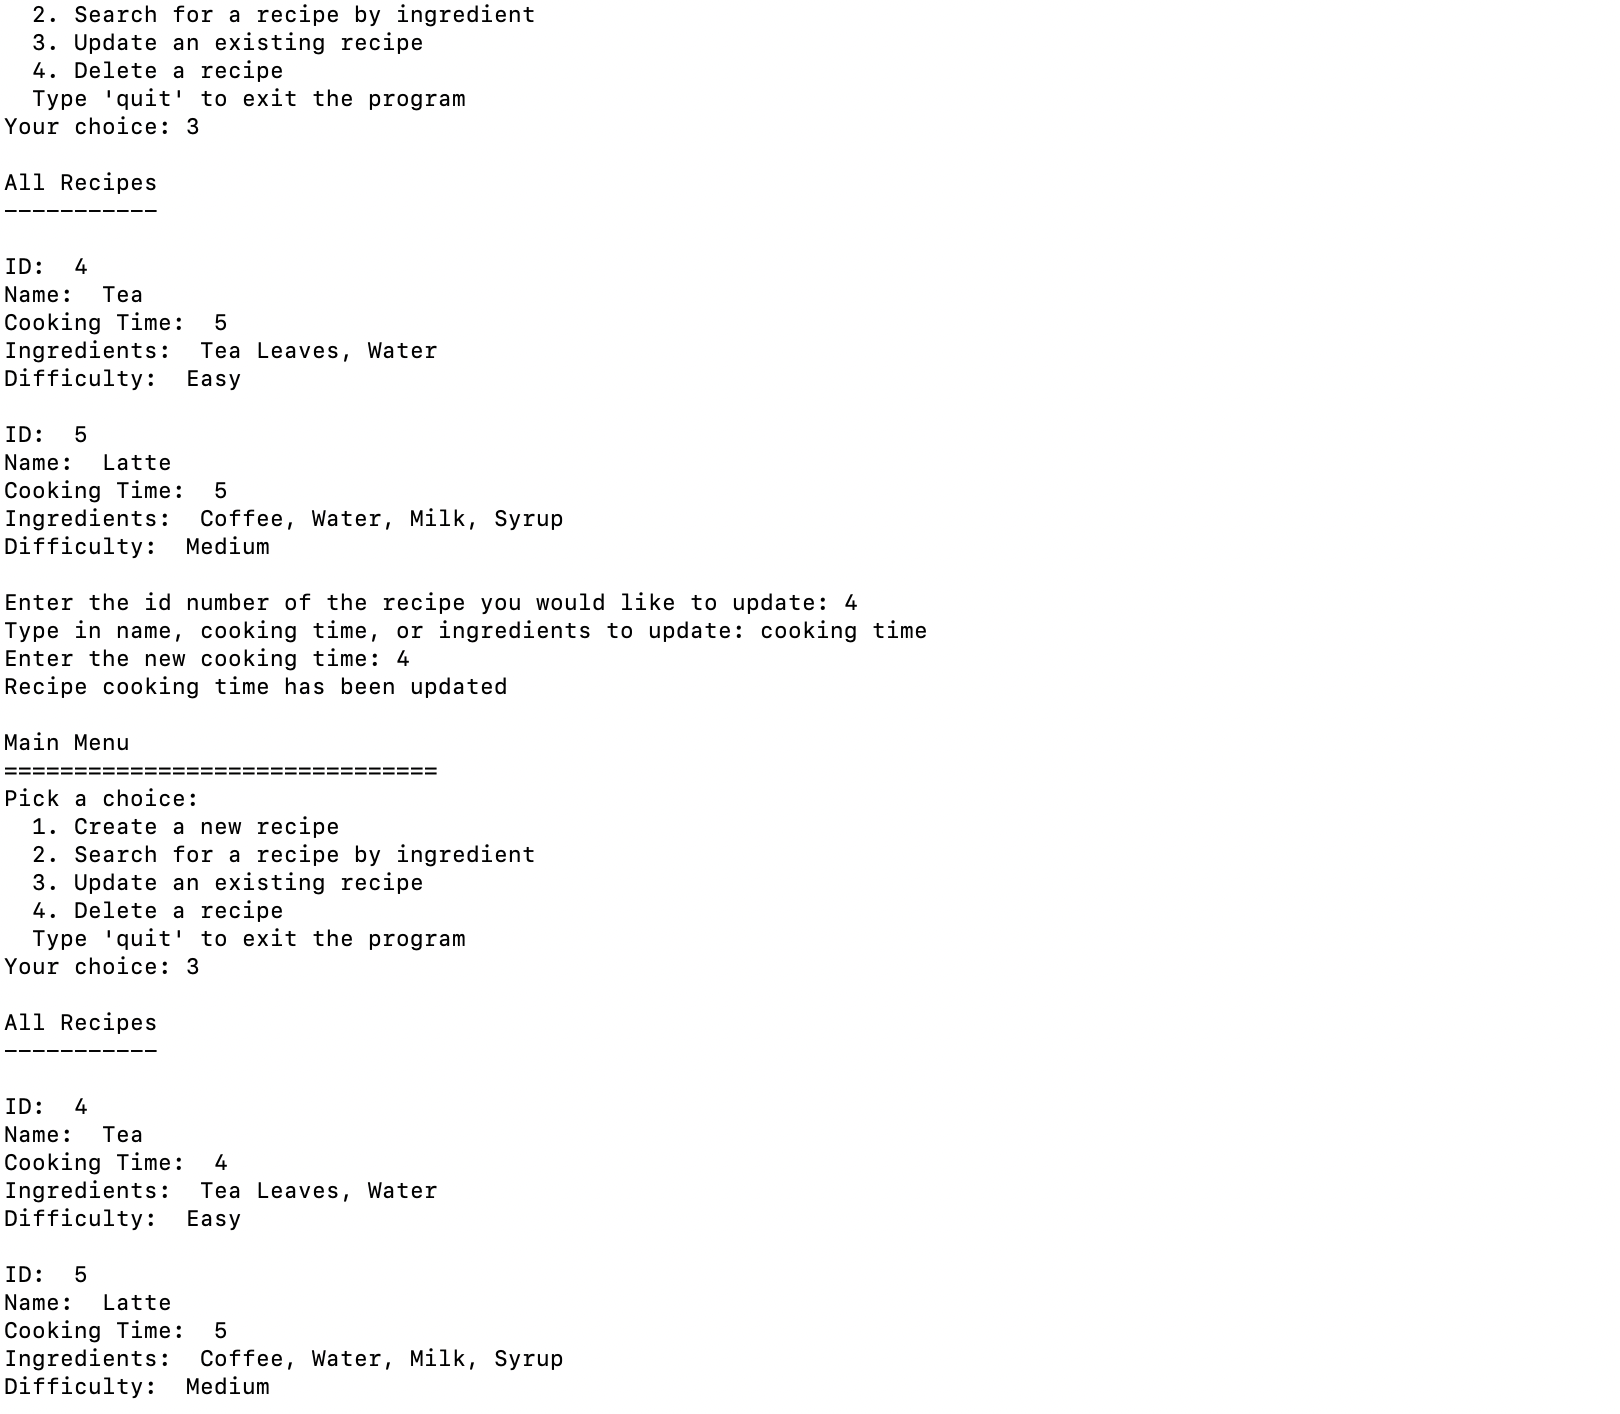 2. Search for a recipe by ingredient
  3. Update an existing recipe
  4. Delete a recipe
  Type 'quit' to exit the program
Your choice: 3

All Recipes
-----------

ID:  4
Name:  Tea
Cooking Time:  5
Ingredients:  Tea Leaves, Water
Difficulty:  Easy

ID:  5
Name:  Latte
Cooking Time:  5
Ingredients:  Coffee, Water, Milk, Syrup
Difficulty:  Medium

Enter the id number of the recipe you would like to update: 4
Type in name, cooking time, or ingredients to update: cooking time
Enter the new cooking time: 4
Recipe cooking time has been updated

Main Menu
===============================
Pick a choice:
  1. Create a new recipe
  2. Search for a recipe by ingredient
  3. Update an existing recipe
  4. Delete a recipe
  Type 'quit' to exit the program
Your choice: 3

All Recipes
-----------

ID:  4
Name:  Tea
Cooking Time:  4
Ingredients:  Tea Leaves, Water
Difficulty:  Easy

ID:  5
Name:  Latte
Cooking Time:  5
Ingredients:  Coffee, Water, Milk, Syrup
Difficulty:  Medium